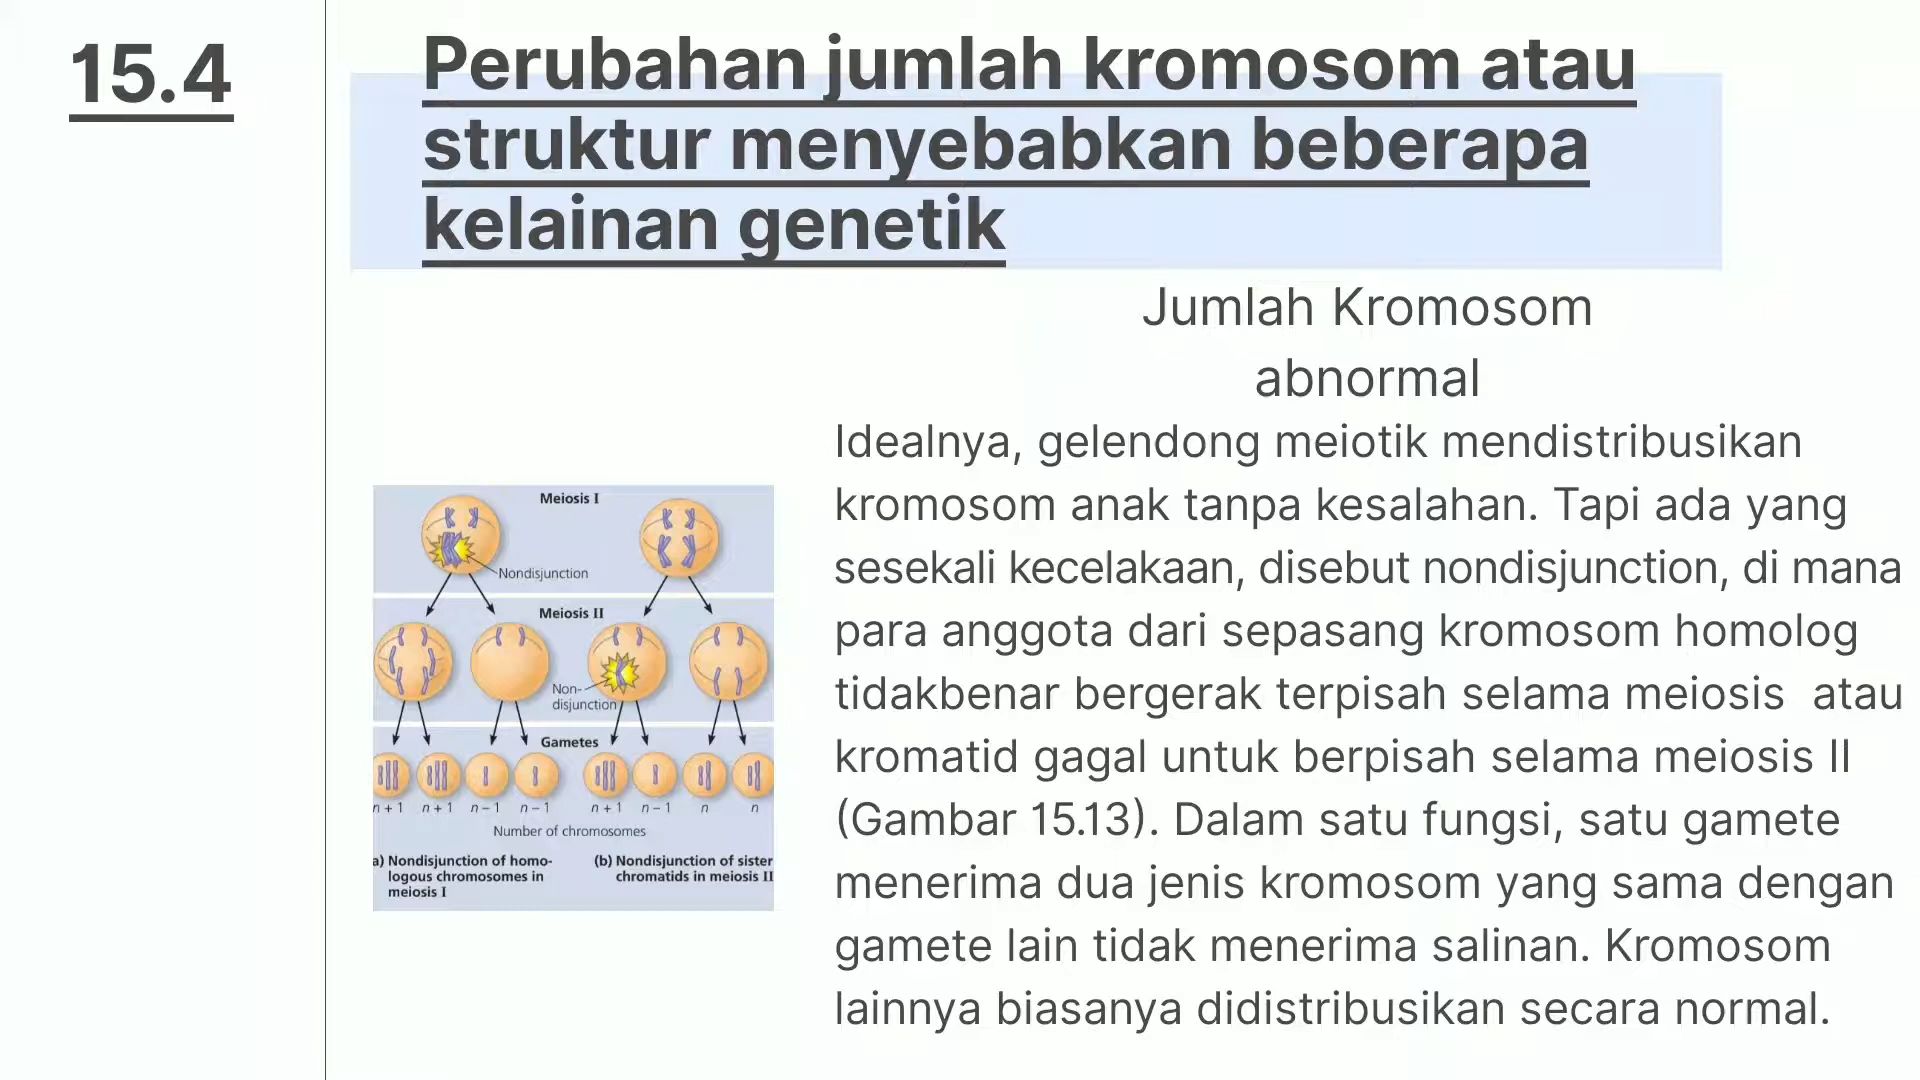 15.4
Perubahan jumlah kromosom atau
struktur menyebabkan beberapa
kelainan genetik
Jumlah Kromosom
abnormal
Idealnya, gelendong meiotik mendistribusikan
kromosom anak tanpa kesalahan. Tapi ada yang
sesekali kecelakaan, disebut nondisjunction, di mana
para anggota dari sepasang kromosom homolog
tidakbenar bergerak terpisah selama meiosis  atau
kromatid gagal untuk berpisah selama meiosis II
(Gambar 15.13). Dalam satu fungsi, satu gamete
menerima dua jenis kromosom yang sama dengan
gamete lain tidak menerima salinan. Kromosom
lainnya biasanya didistribusikan secara normal.
Meiosis I
Nondisjunction
Meiosis II
Non-
disjunction
Gametes
n + 1 n + 1 n – 1 n – 1 n + 1 n – 1 n n
Number of chromosomes
a) Nondisjunction of homo-
logous chromosomes in
meiosis I
(b) Nondisjunction of sister
chromatids in meiosis II